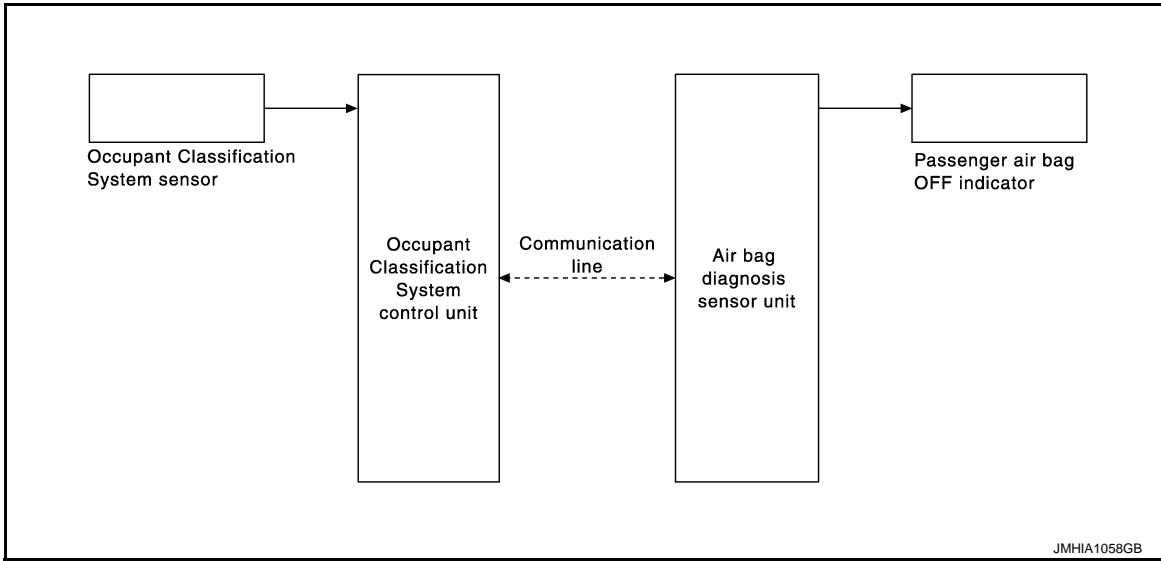 Occupant Classification
System sensor
Occupant
Classification
System
control unit
Communication
line
Air bag
diagnosis
sensor unit
Passenger air bag
OFF indicator
JMHIA1058GB